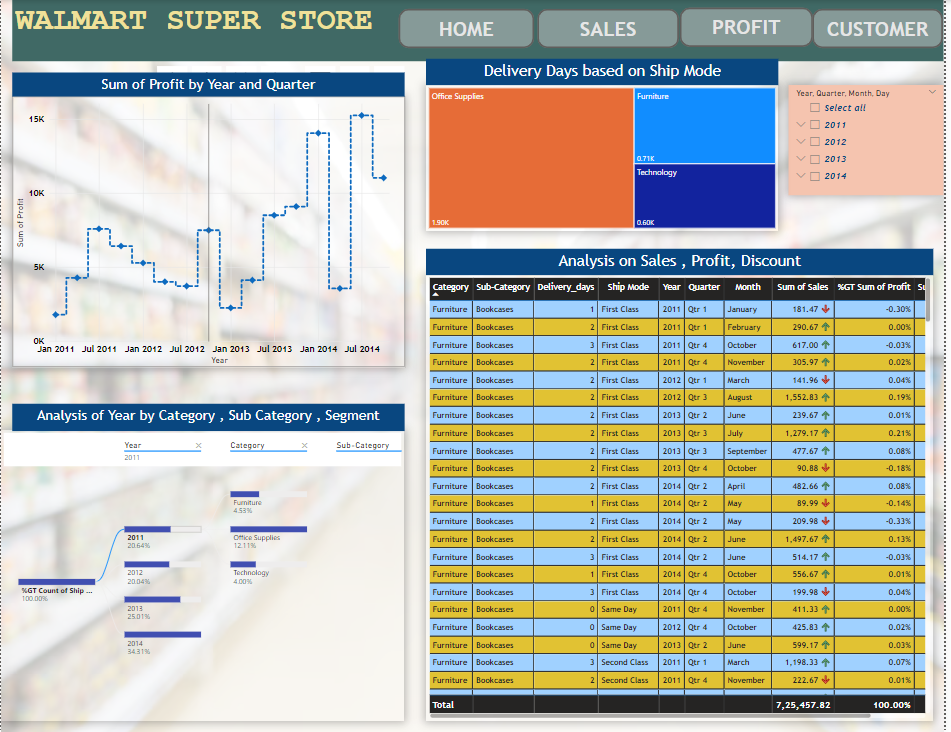 WALMART SUPER STORE
HOME
SALES
PROFIT
CUSTOMER
Sum of Profit by Year and Quarter
Sum of Profit
15K
10K
5K
0K
Jan 2011 Jul 2011 Jan 2012 Jul 2012 Jan 2013 Jul 2013 Jan 2014 Jul 2014
Year
Delivery Days based on Ship Mode
Office Supplies
1.90K
Furniture
0.71K
Technology
0.60K
Year, Quarter, Month, Day
Select all
2011
2012
2013
2014
Analysis of Year by Category , Sub Category , Segment
Year Category Sub-Category
2011
%GT Count of Ship ...
100.00%
2011
20.64%
2012
20.04%
2013
25.01%
2014
34.31%
Furniture
4.53%
Office Supplies
12.11%
Technology
4.00%
Analysis on Sales , Profit, Discount
Category Sub-Category Delivery_days Ship Mode Year Quarter Month Sum of Sales %GT Sum of Profit
Furniture Bookcases 1 First Class 2011 Qtr 1 January 181.47 -0.30%
Furniture Bookcases 2 First Class 2011 Qtr 1 February 290.67 0.00%
Furniture Bookcases 3 First Class 2011 Qtr 4 October 617.00 -0.03%
Furniture Bookcases 2 First Class 2011 Qtr 4 November 305.97 0.02%
Furniture Bookcases 2 First Class 2012 Qtr 1 March 141.96 0.04%
Furniture Bookcases 2 First Class 2012 Qtr 3 August 1,552.83 0.19%
Furniture Bookcases 2 First Class 2013 Qtr 2 June 239.67 0.01%
Furniture Bookcases 2 First Class 2013 Qtr 3 July 1,279.17 0.21%
Furniture Bookcases 2 First Class 2013 Qtr 3 September 477.67 0.08%
Furniture Bookcases 2 First Class 2013 Qtr 4 October 90.88 -0.18%
Furniture Bookcases 2 First Class 2014 Qtr 2 April 482.66 0.08%
Furniture Bookcases 1 First Class 2014 Qtr 2 May 89.99 -0.14%
Furniture Bookcases 2 First Class 2014 Qtr 2 May 209.98 -0.33%
Furniture Bookcases 2 First Class 2014 Qtr 2 June 1,497.67 0.13%
Furniture Bookcases 3 First Class 2014 Qtr 2 June 514.17 -0.03%
Furniture Bookcases 1 First Class 2014 Qtr 4 October 556.67 0.01%
Furniture Bookcases 3 First Class 2014 Qtr 4 October 199.98 0.04%
Furniture Bookcases 0 Same Day 2011 Qtr 4 November 411.33 0.00%
Furniture Bookcases 0 Same Day 2012 Qtr 4 October 425.83 0.02%
Furniture Bookcases 0 Same Day 2013 Qtr 2 June 599.17 0.03%
Furniture Bookcases 3 Second Class 2011 Qtr 1 March 1,198.33 0.07%
Furniture Bookcases 2 Second Class 2011 Qtr 4 November 222.67 0.01%
Total 7,25,457.82 100.00%